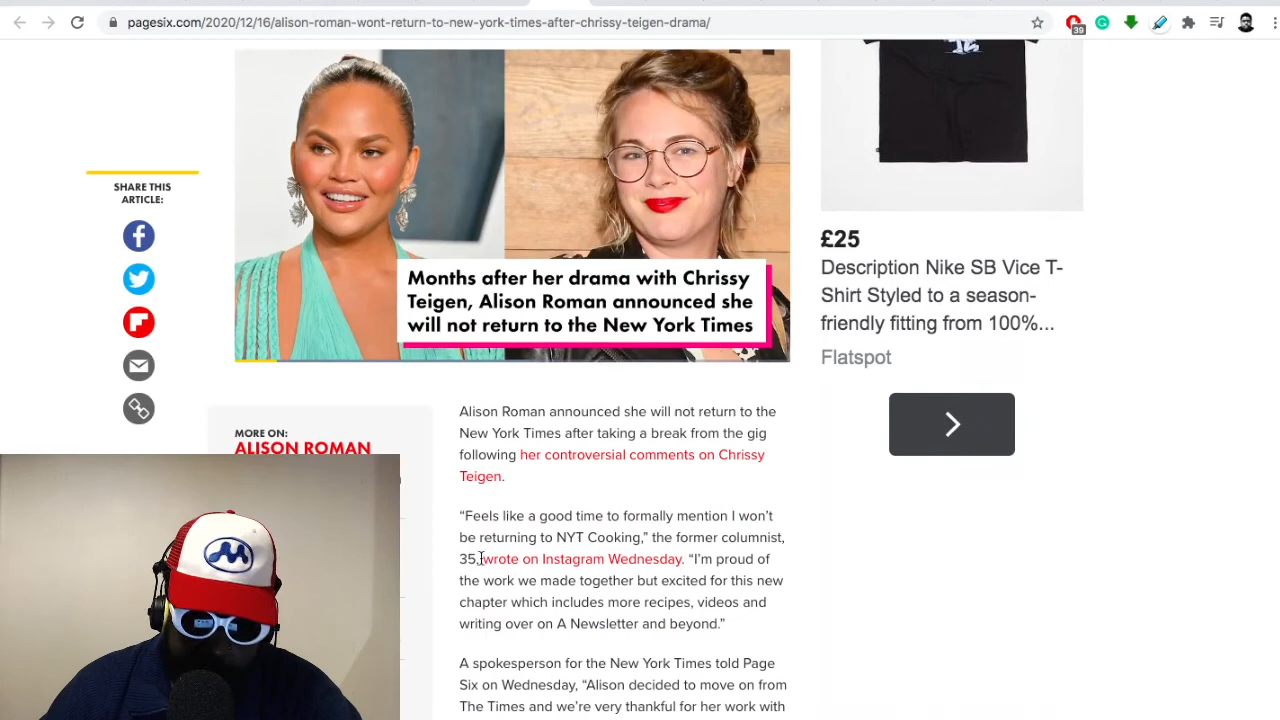 pagesix.com/2020/12/16/alison-roman-wont-return-to-new-york-times-after-chrissy-teigen-drama/
39
SHARE THIS
ARTICLE:
Months after her drama with Chrissy
Teigen, Alison Roman announced she
will not return to the New York Times
£25
Description Nike SB Vice T-
Shirt Styled to a season-
friendly fitting from 100%...
Flatspot
MORE ON:
ALISON ROMAN
Alison Roman announced she will not return to the
New York Times after taking a break from the gig
following her controversial comments on Chrissy
Teigen.
“Feels like a good time to formally mention I won’t
be returning to NYT Cooking,” the former columnist,
35, wrote on Instagram Wednesday. “I’m proud of
the work we made together but excited for this new
chapter which includes more recipes, videos and
writing over on A Newsletter and beyond.”
A spokesperson for the New York Times told Page
Six on Wednesday, “Alison decided to move on from
The Times and we’re very thankful for her work with